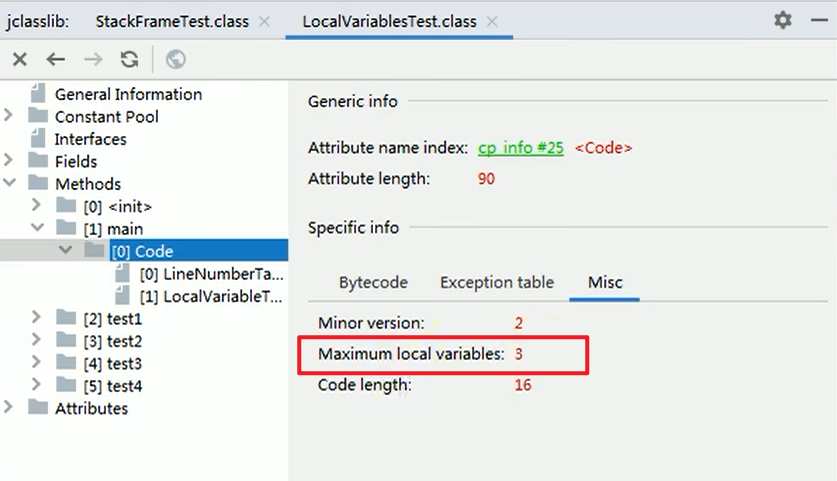 jclasslib: StackFrameTest.class LocalVariablesTest.class
General Information
Constant Pool
Interfaces
Fields
Methods
[0] <init>
[1] main
[0] Code
[0] LineNumberTa...
[1] LocalVariableT...
[2] test1
[3] test2
[4] test3
[5] test4
Attributes
Generic info
Attribute name index: cp_info #25 <Code>
Attribute length: 90
Specific info
Bytecode Exception table Misc
Minor version: 2
Maximum local variables: 3
Code length: 16